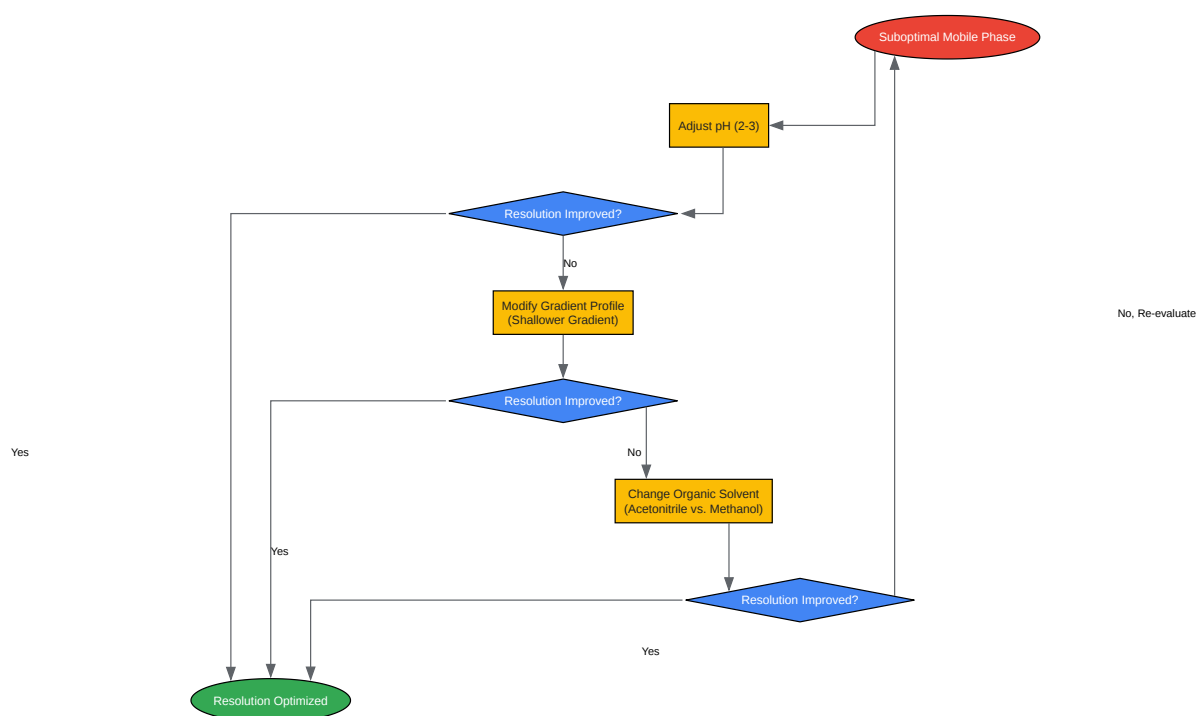 Suboptimal Mobile Phase
Adjust pH (2-3)
Resolution Improved?
No
Modify Gradient Profile
(Shallower Gradient)
No, Re-evaluate
Resolution Improved?
Yes
No
Change Organic Solvent
(Acetonitrile vs. Methanol)
Yes
Resolution Improved?
Yes
Resolution Optimized